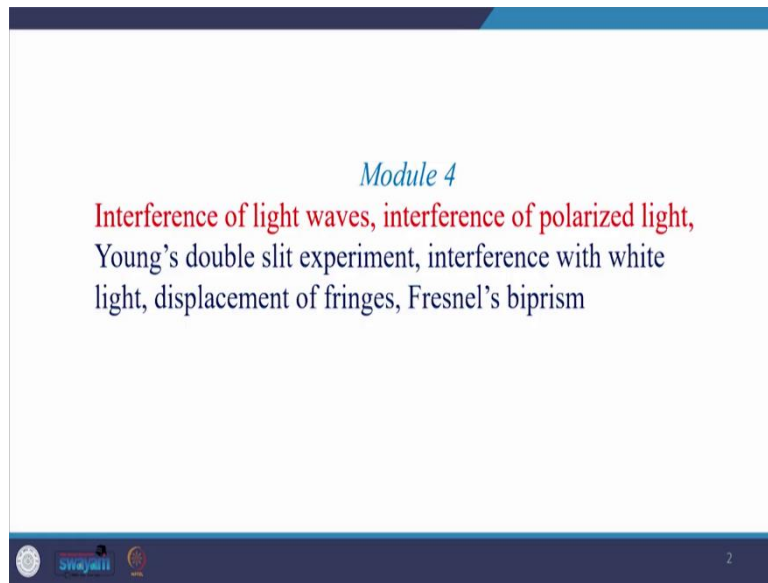 Module 4
Interference of light waves, interference of polarized light,
Young's double slit experiment, interference with white
light, displacement of fringes, Fresnel's biprism
swayam
2